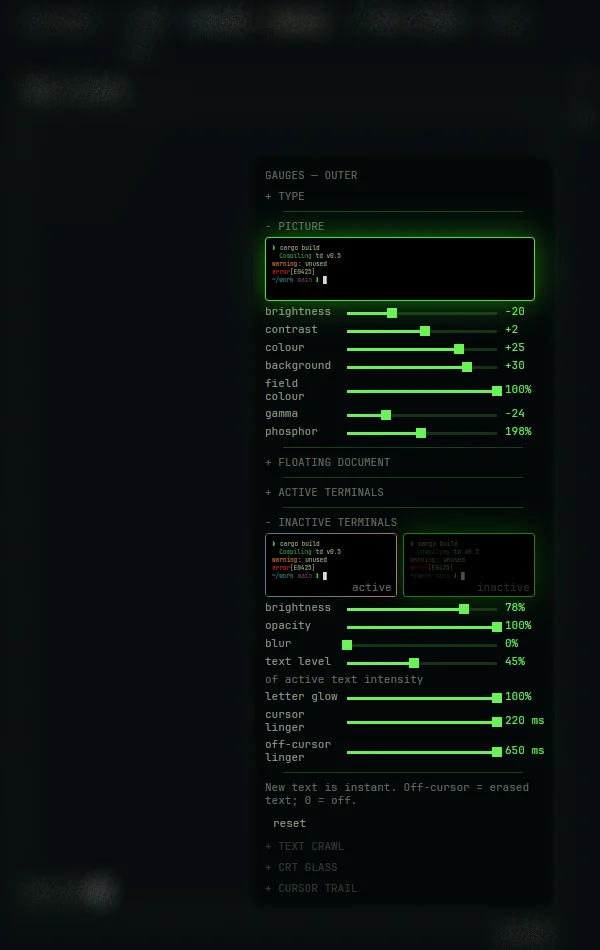 GAUGES — OUTER
+ TYPE
- PICTURE
❯ cargo build
Compiling td v0.5
warning: unused
error[E0425]
~/work main ❯
brightness -20
contrast +2
colour +25
background +30
field colour 100%
gamma -24
phosphor 198%
+ FLOATING DOCUMENT
+ ACTIVE TERMINALS
- INACTIVE TERMINALS
❯ cargo build
Compiling td v0.5
warning: unused
error[E0425]
~/work main ❯
active
❯ cargo build
Compiling td v0.5
warning: unused
error[E0425]
~/work main ❯
inactive
brightness 78%
opacity 100%
blur 0%
text level 45%
of active text intensity
letter glow 100%
cursor linger 220 ms
off-cursor linger 650 ms
New text is instant. Off-cursor = erased
text; 0 = off.
reset
+ TEXT CRAWL
+ CRT GLASS
+ CURSOR TRAIL